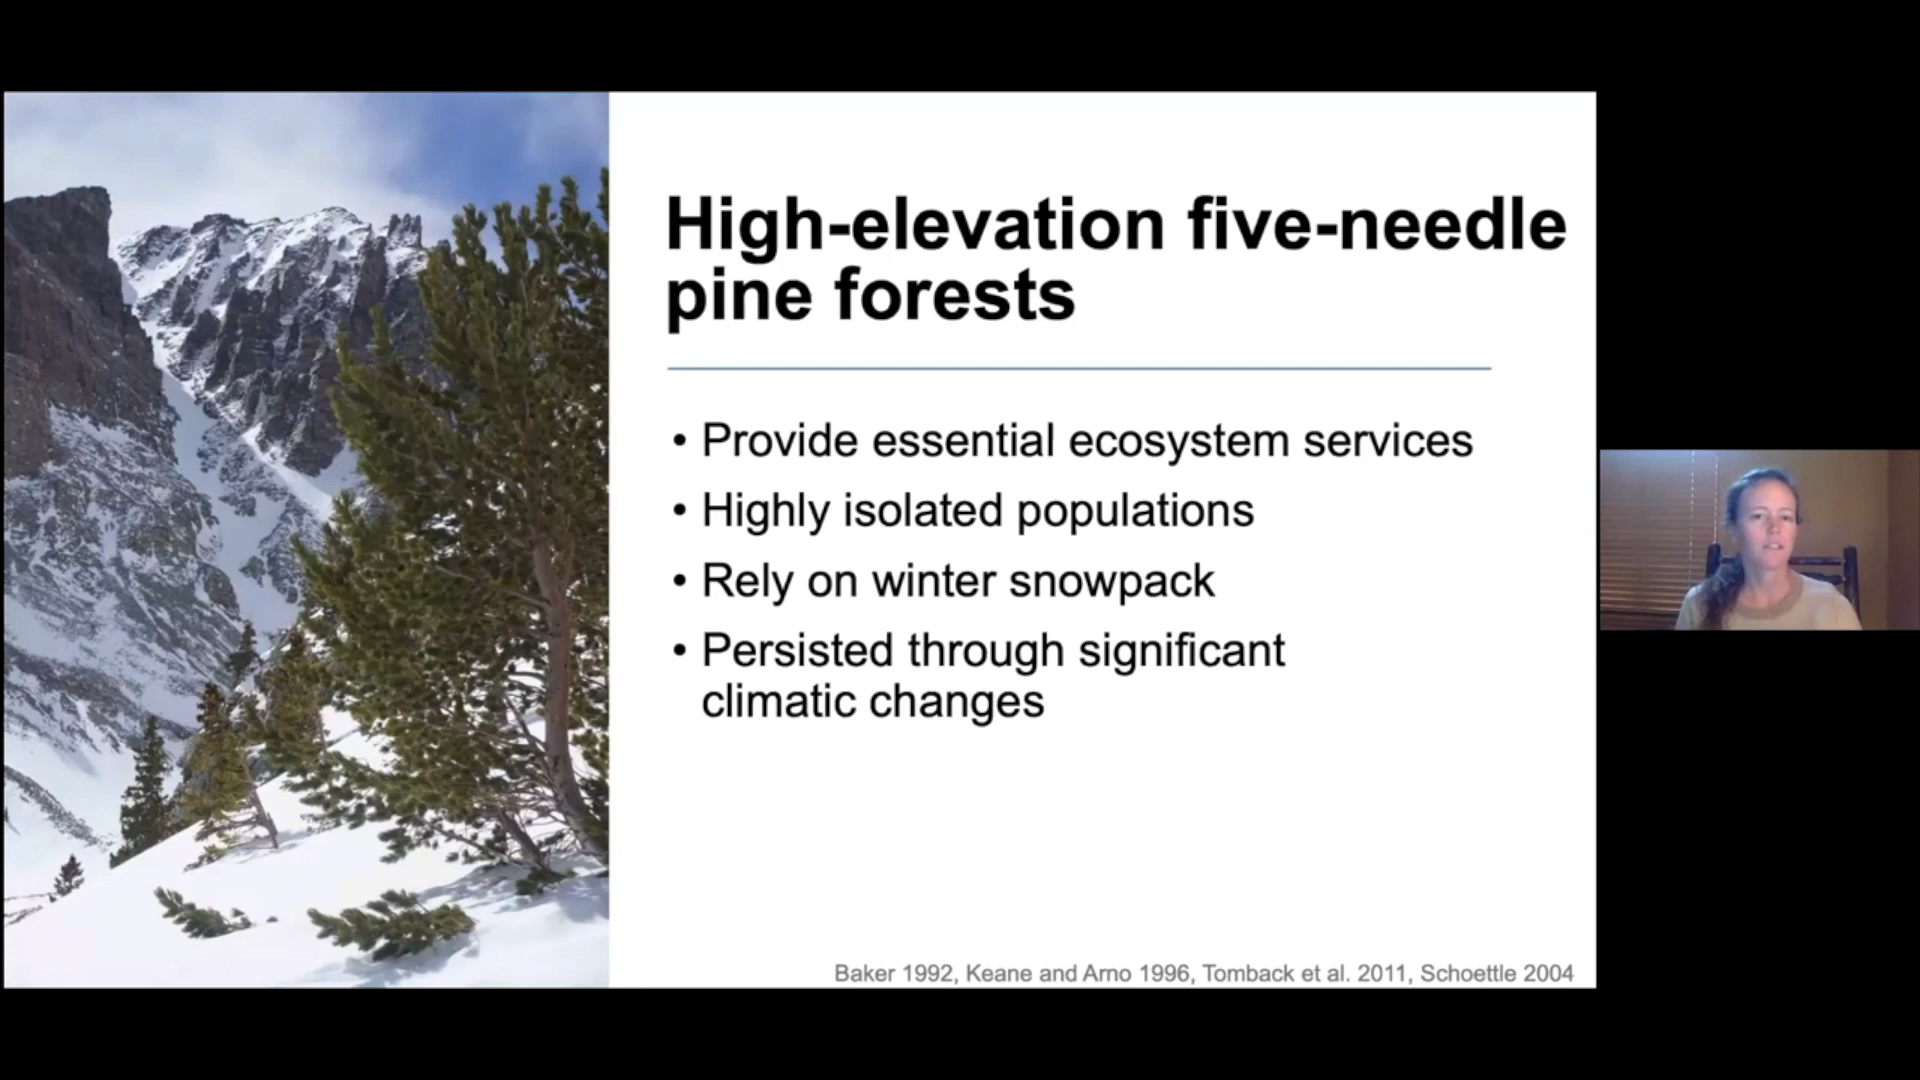 High-elevation five-needle
pine forests
• Provide essential ecosystem services
• Highly isolated populations
• Rely on winter snowpack
• Persisted through significant
climatic changes
Baker 1992, Keane and Arno 1996, Tomback et al. 2011, Schoettle 2004